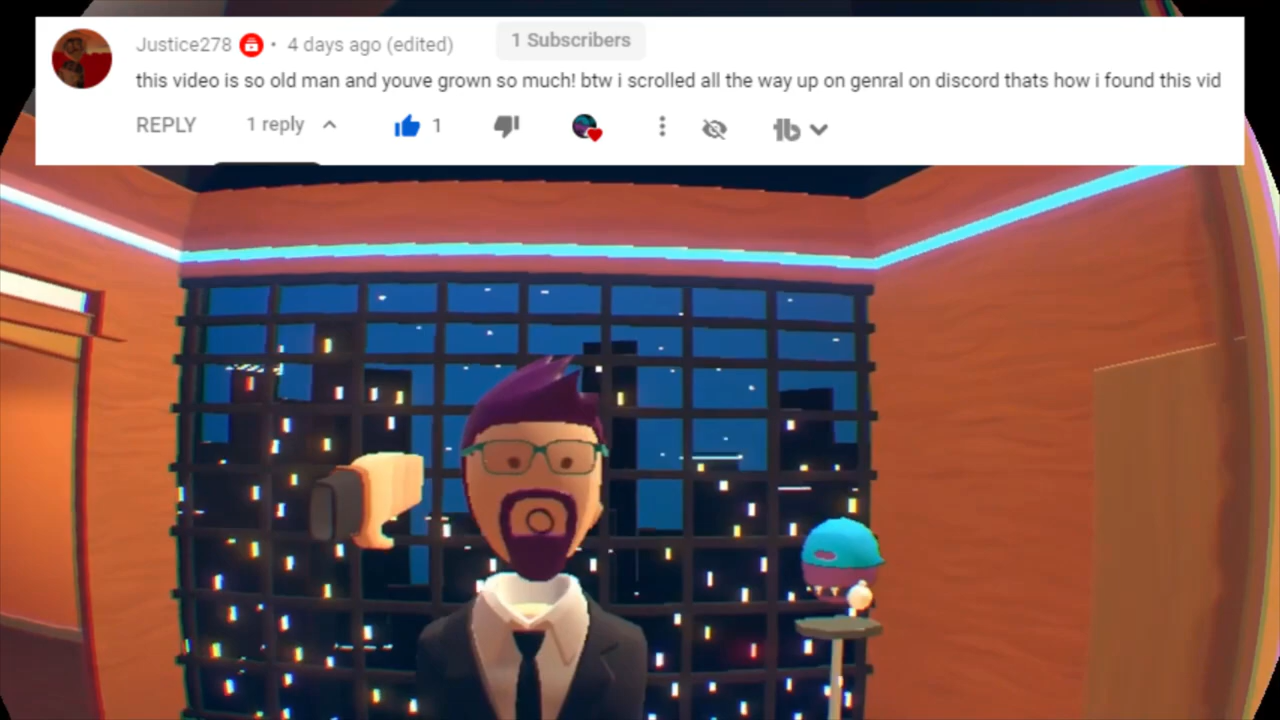 Justice278 • 4 days ago (edited) 1 Subscribers
this video is so old man and youve grown so much! btw i scrolled all the way up on genral on discord thats how i found this vid
REPLY 1 reply 1